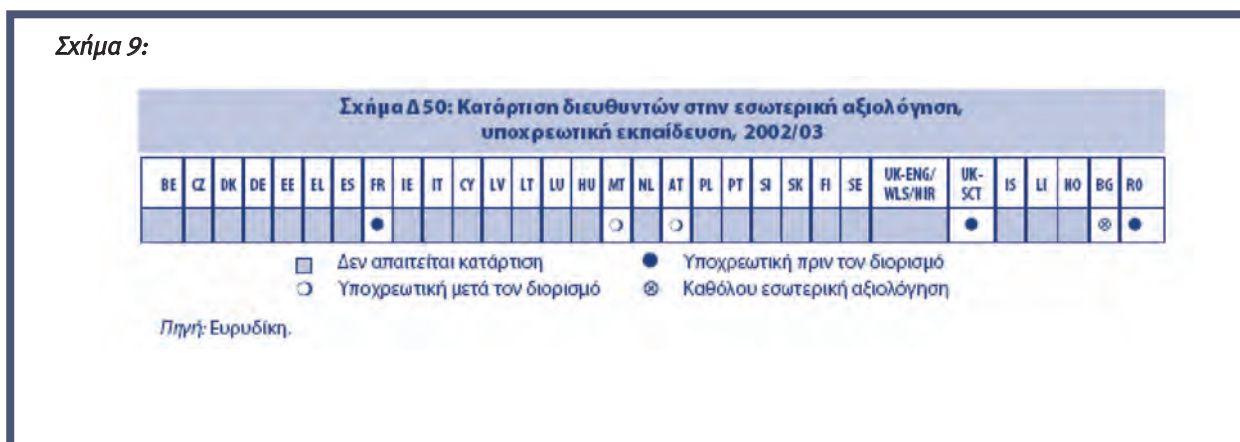 Σχήμα 9:
Σχήμα Δ50: Κατάρτιση διευθυντών στην εσωτερική αξιολόγηση,
υποχρεωτική εκπαίδευση, 2002/03
BE CZ DK DE EE EL ES FR IE IT CY LV LT LU HU MT NL AT PL PT SI SK FI SE UK-ENG/ UK- IS LI NO BG RO
WLS/NIR SCT
Δεν απαιτείται κατάρτιση Υποχρεωτική πριν τον διορισμό
Υποχρεωτική μετά τον διορισμό Καθόλου εσωτερική αξιολόγηση
Πηγή: Ευρυδίκη.